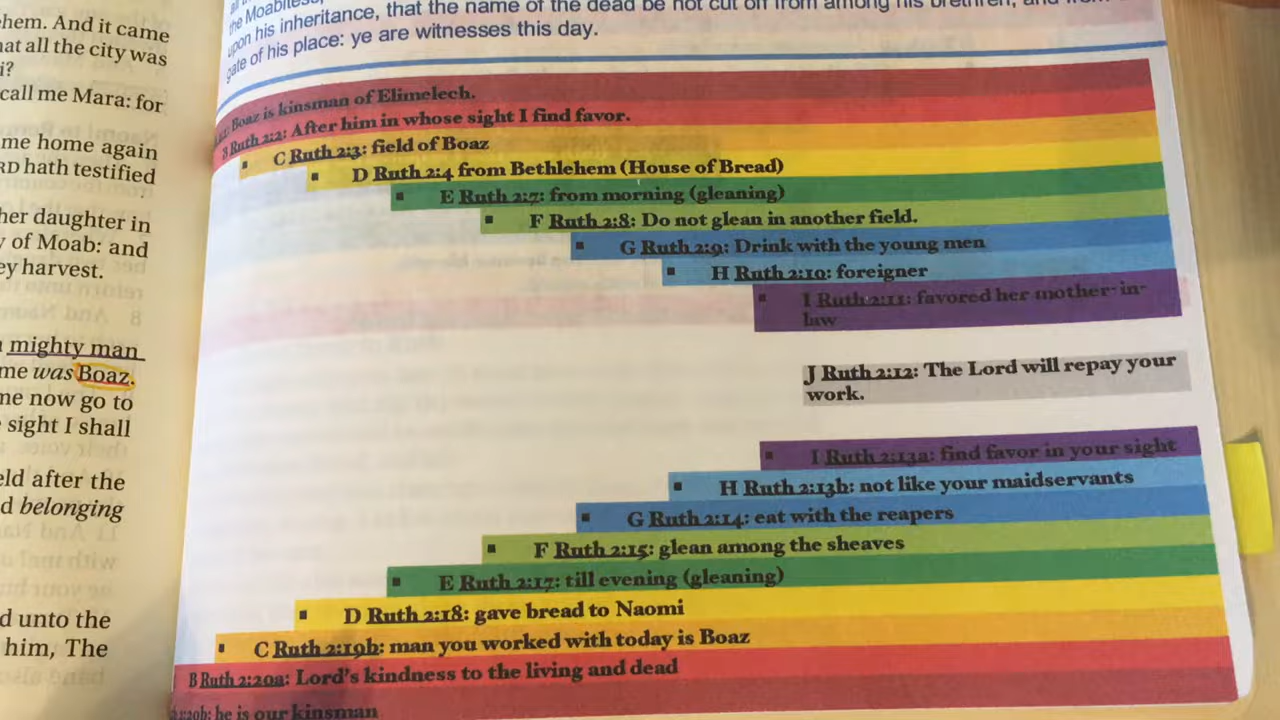 hem. And it came
hat all the city was
i?
call me Mara: for
me home again
RD hath testified
her daughter in
y of Moab: and
ey harvest.
mighty man
me was Boaz.
me now go to
sight I shall
eld after the
d belonging
d unto the
him, The
the Moabitess,
upon his inheritance, that the name of the dead be not cut off from among his brethren, and from
gate of his place: ye are witnesses this day.
Boaz is kinsman of Elimelech.
B Ruth 2:2: After him in whose sight I find favor.
▪ C Ruth 2:3: field of Boaz
▪ D Ruth 2:4 from Bethlehem (House of Bread)
▪ E Ruth 2:7: from morning (gleaning)
▪ F Ruth 2:8: Do not glean in another field.
▪ G Ruth 2:9: Drink with the young men
▪ H Ruth 2:10: foreigner
▪ I Ruth 2:11: favored her mother-in-
law
J Ruth 2:12: The Lord will repay your
work.
▪ I Ruth 2:13a: find favor in your sight
▪ H Ruth 2:13b: not like your maidservants
▪ G Ruth 2:14: eat with the reapers
▪ F Ruth 2:15: glean among the sheaves
▪ E Ruth 2:17: till evening (gleaning)
▪ D Ruth 2:18: gave bread to Naomi
▪ C Ruth 2:19b: man you worked with today is Boaz
B Ruth 2:20a: Lord's kindness to the living and dead
2:20b: he is our kinsman